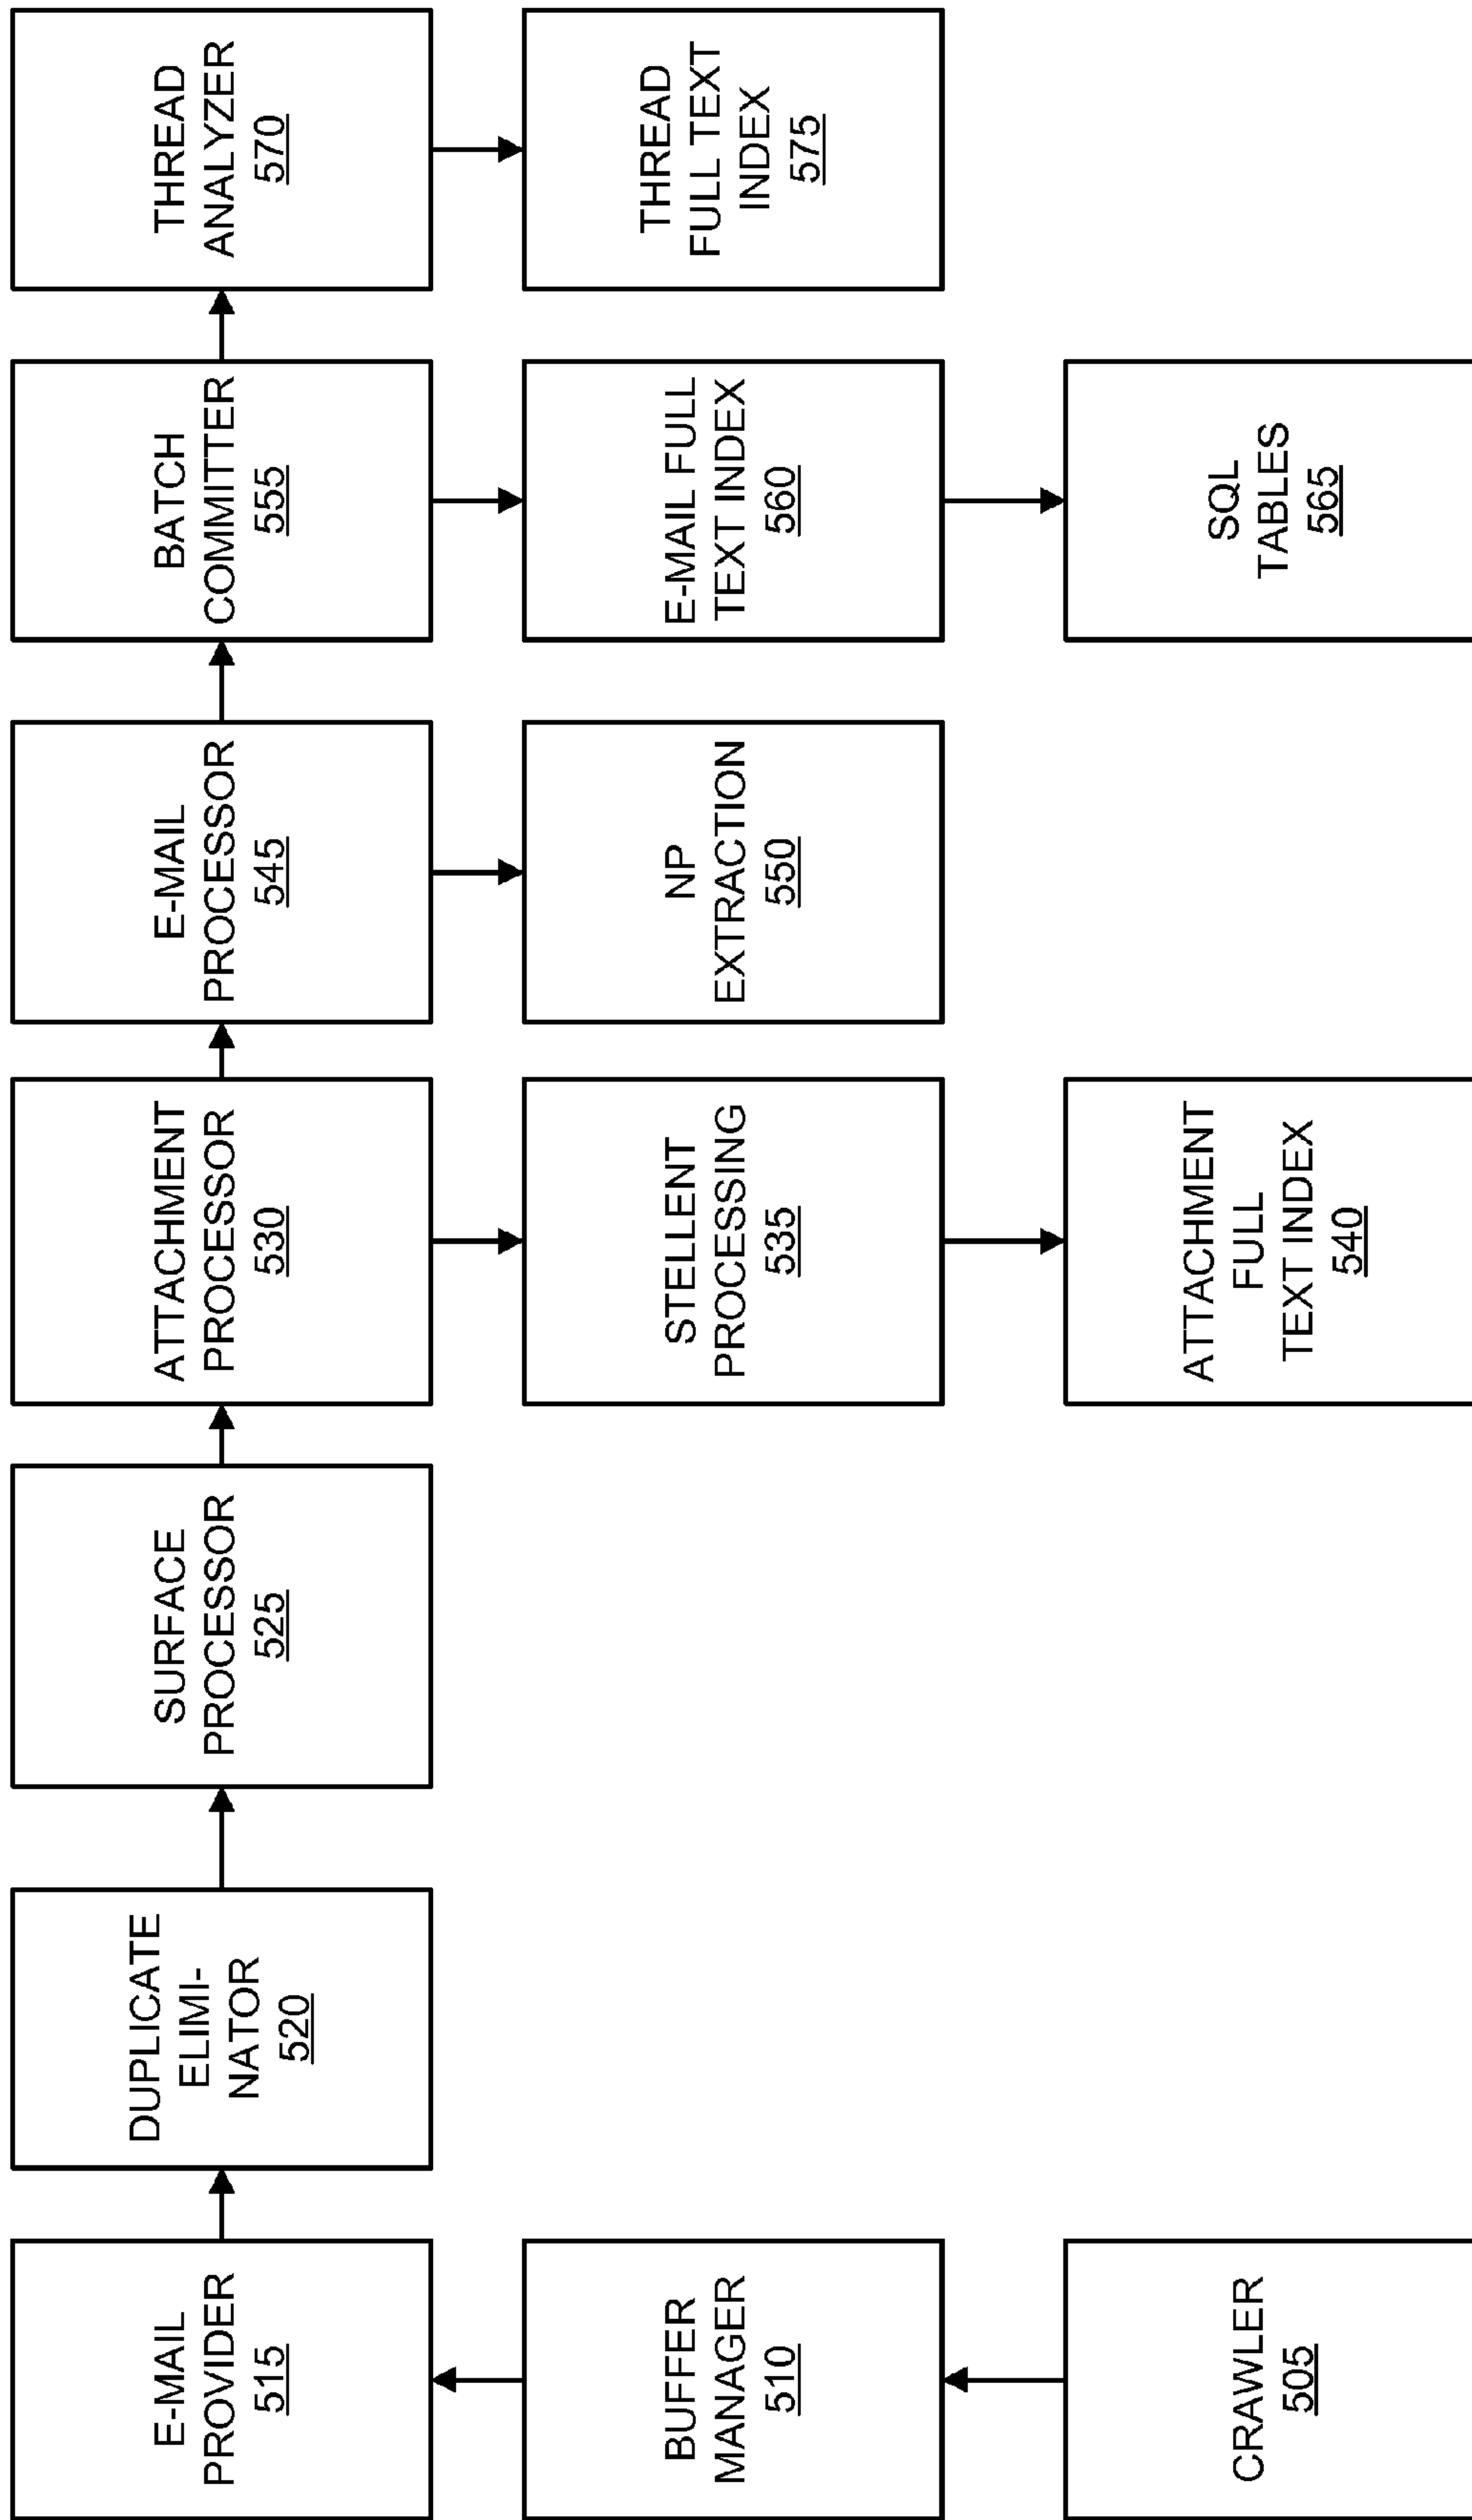 E-MAIL
PROVIDER
515
DUPLICATE
ELIMI-
NATOR
520
SURFACE
PROCESSOR
525
ATTACHMENT
PROCESSOR
530
E-MAIL
PROCESSOR
545
BATCH
COMMITTER
555
THREAD
ANALYZER
570
BUFFER
MANAGER
510
STELLENT
PROCESSING
535
NP
EXTRACTION
550
E-MAIL FULL
TEXT INDEX
560
THREAD
FULL TEXT
INDEX
575
CRAWLER
505
ATTACHMENT
FULL
TEXT INDEX
540
SQL
TABLES
565